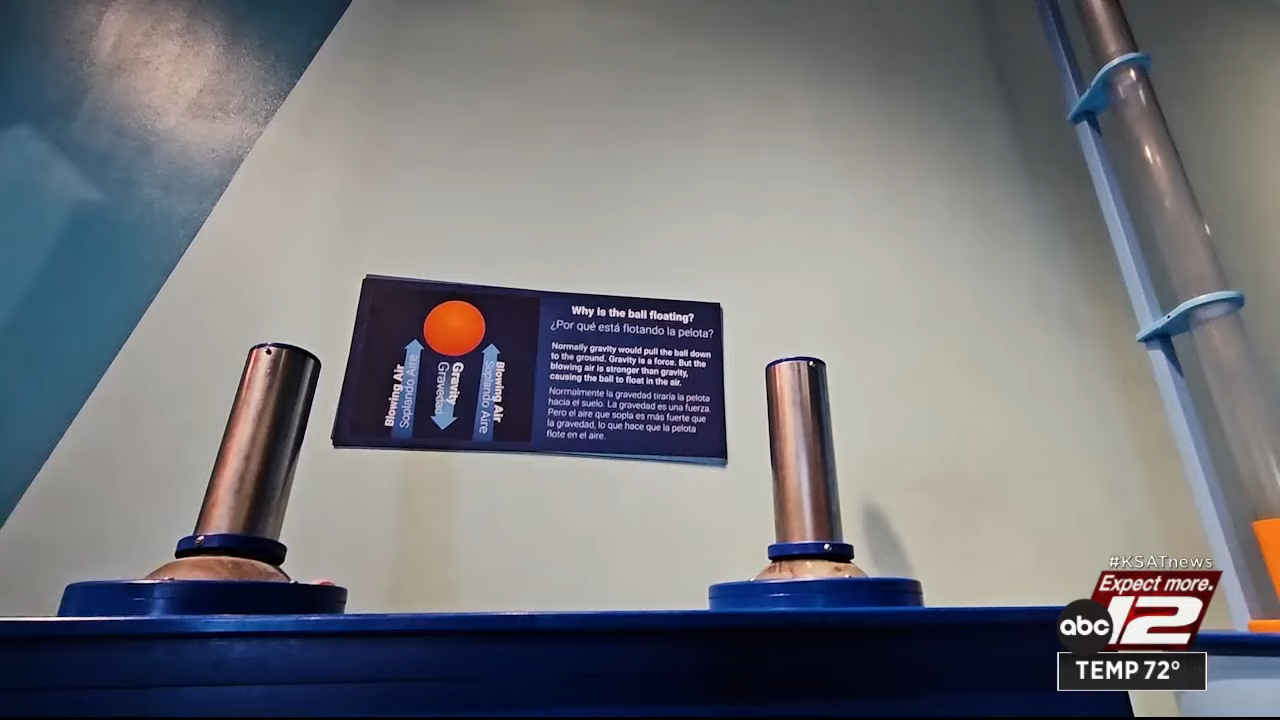 Why is the ball floating?
¿Por qué está flotando la pelota?
Normally gravity would pull the ball down
to the ground. Gravity is a force. But the
blowing air is stronger than gravity,
causing the ball to float in the air.
Normalmente la gravedad tiraría la pelota
hacia el suelo. La gravedad es una fuerza.
Pero el aire que sopla es más fuerte que
la gravedad, lo que hace que la pelota
flote en el aire.
Blowing Air
Soplando Aire
Gravity
Gravedad
Blowing Air
Soplando Aire
#KSATnews
Expect more.
abc 12
TEMP 72°